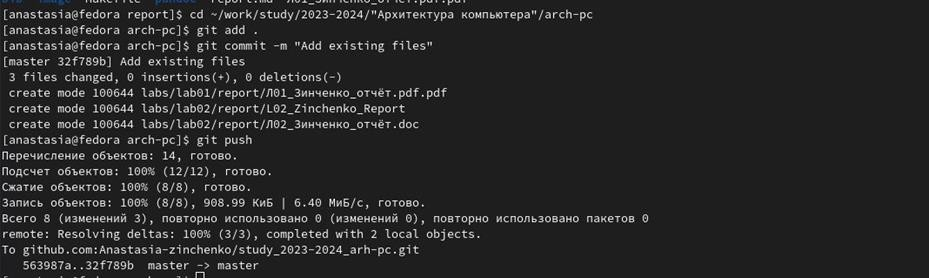 [anastasia@fedora report]$ cd ~/work/study/2023-2024/"Архитектура компьютера"/arch-pc
[anastasia@fedora arch-pc]$ git add .
[anastasia@fedora arch-pc]$ git commit -m "Add existing files"
[master 32f789b] Add existing files
 3 files changed, 0 insertions(+), 0 deletions(-)
 create mode 100644 labs/lab01/report/Л01_Зинченко_отчёт.pdf.pdf
 create mode 100644 labs/lab02/report/L02_Zinchenko_Report
 create mode 100644 labs/lab02/report/Л02_Зинченко_отчёт.doc
[anastasia@fedora arch-pc]$ git push
Перечисление объектов: 14, готово.
Подсчет объектов: 100% (12/12), готово.
Сжатие объектов: 100% (8/8), готово.
Запись объектов: 100% (8/8), 908.99 КиБ | 6.40 МиБ/с, готово.
Всего 8 (изменений 3), повторно использовано 0 (изменений 0), повторно использовано пакетов 0
remote: Resolving deltas: 100% (3/3), completed with 2 local objects.
To github.com:Anastasia-zinchenko/study_2023-2024_arh-pc.git
   563987a..32f789b  master -> master